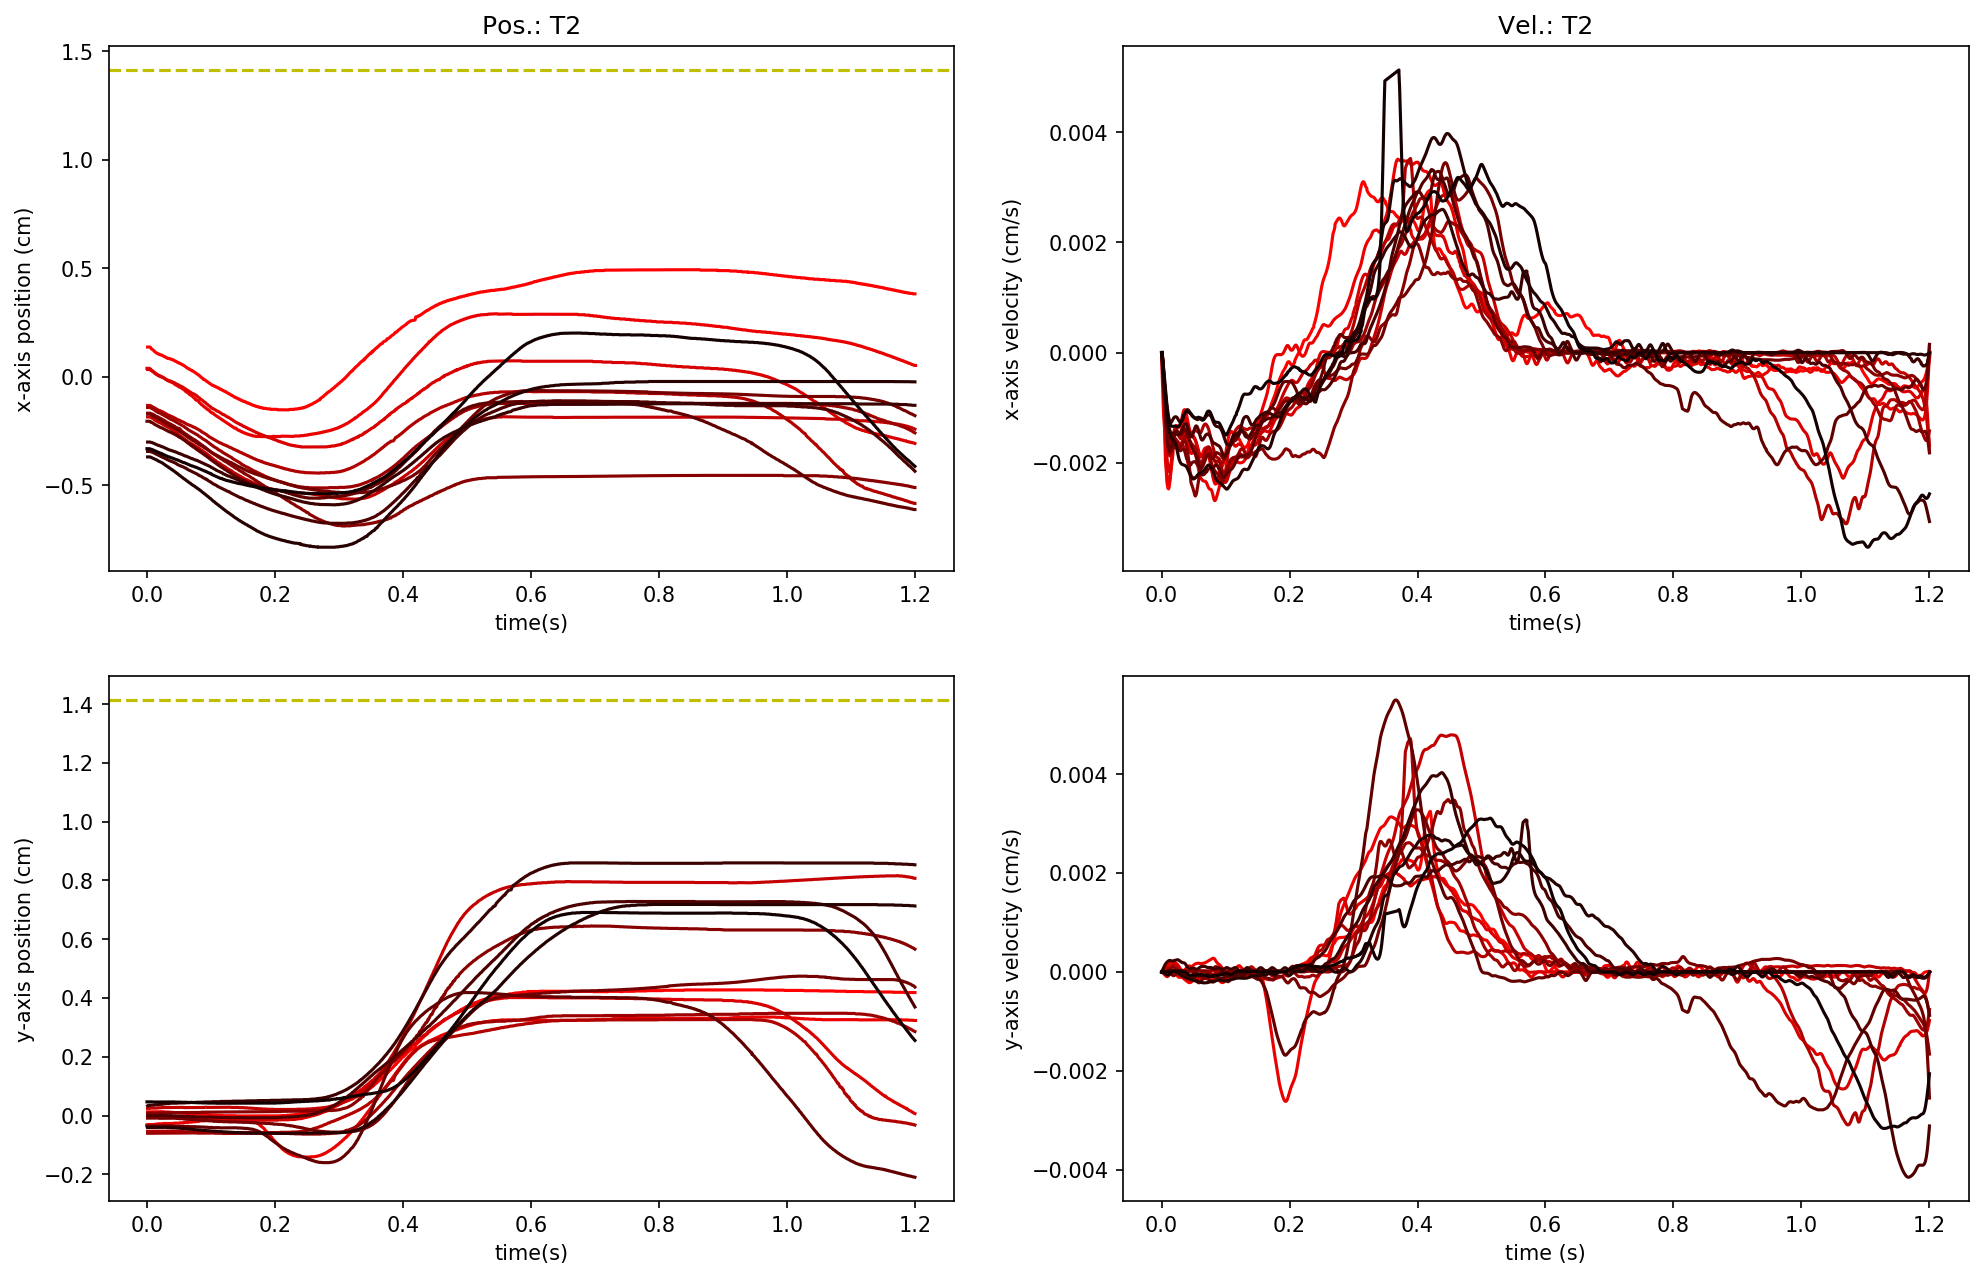 Pos.: T2
1.5
1.0
0.5
0.0
−0.5
x-axis position (cm)
0.0 0.2 0.4 0.6 0.8 1.0 1.2
time(s)
Vel.: T2
0.004
0.002
0.000
−0.002
x-axis velocity (cm/s)
0.0 0.2 0.4 0.6 0.8 1.0 1.2
time(s)
1.4
1.2
1.0
0.8
0.6
0.4
0.2
0.0
−0.2
y-axis position (cm)
0.0 0.2 0.4 0.6 0.8 1.0 1.2
time(s)
0.004
0.002
0.000
−0.002
−0.004
y-axis velocity (cm/s)
0.0 0.2 0.4 0.6 0.8 1.0 1.2
time (s)